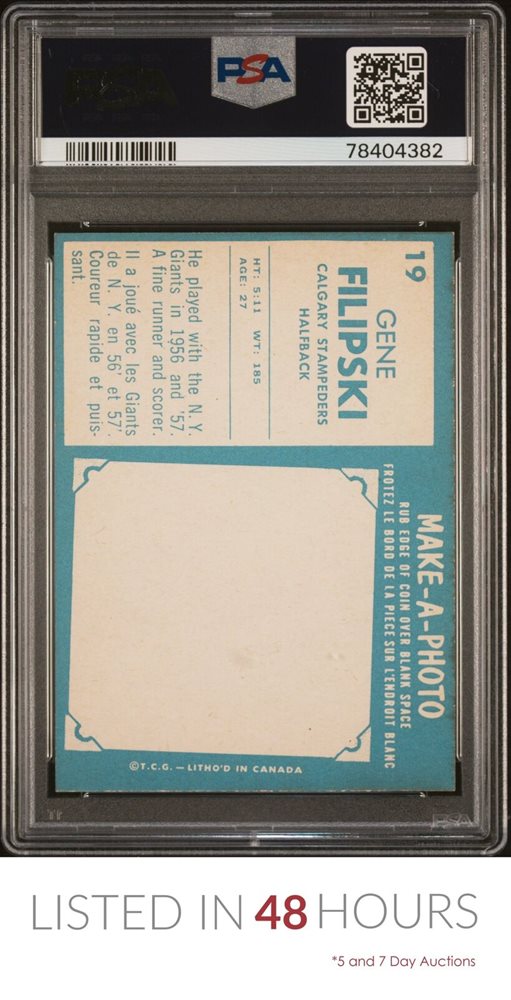 PSA
PSA
78404382
19
GENE
FILIPSKI
CALGARY STAMPEDERS
HALFBACK
HT: 5:11 WT: 185
AGE: 27
He played with the N. Y.
Giants in 1956 and '57.
A fine runner and scorer.
Il a joué avec les Giants
de N. Y. en 56' et 57'.
Coureur rapide et puis-
sant.
MAKE-A-PHOTO
RUB EDGE OF COIN OVER BLANK SPACE
FROTEZ LE BORD DE LA PIECE SUR L'ENDROIT BLANC
©T.C.G. — LITHO'D IN CANADA
PSA
LISTED IN 48 HOURS
*5 and 7 Day Auctions